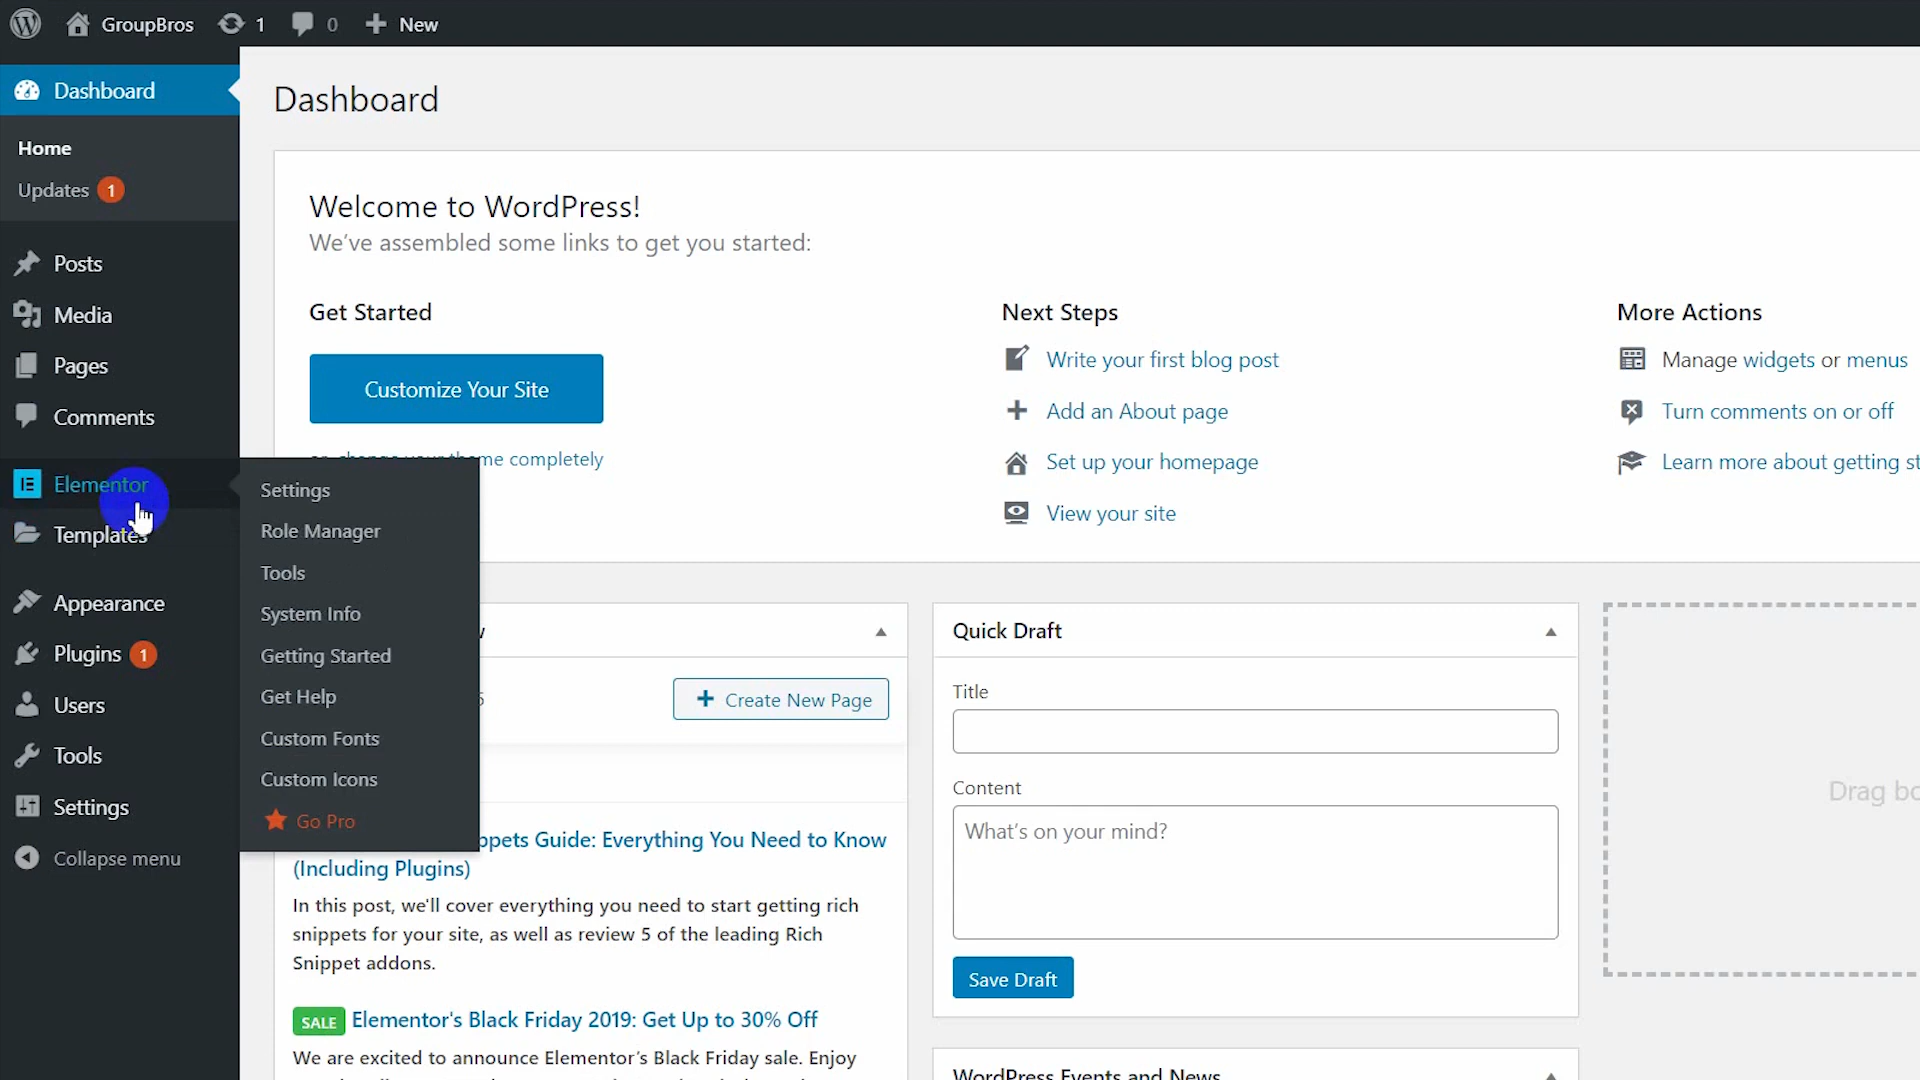 GroupBros 1 0 New
Dashboard
Home
Updates 1
Posts
Media
Pages
Comments
Elementor
Templates
Appearance
Plugins 1
Users
Tools
Settings
Collapse menu
Settings
Role Manager
Tools
System Info
Getting Started
Get Help
Custom Fonts
Custom Icons
Go Pro
Dashboard
Welcome to WordPress!
We've assembled some links to get you started:
Get Started
Customize Your Site
completely
Next Steps
Write your first blog post
Add an About page
Set up your homepage
View your site
More Actions
Manage widgets or menus
Turn comments on or off
Learn more about getting st
Create New Page
ppets Guide: Everything You Need to Know
(Including Plugins)
In this post, we'll cover everything you need to start getting rich
snippets for your site, as well as review 5 of the leading Rich
Snippet addons.
SALE Elementor's Black Friday 2019: Get Up to 30% Off
We are excited to announce Elementor's Black Friday sale. Enjoy
Quick Draft
Title
Content
What's on your mind?
Save Draft
WordPress Events and News
Drag bo